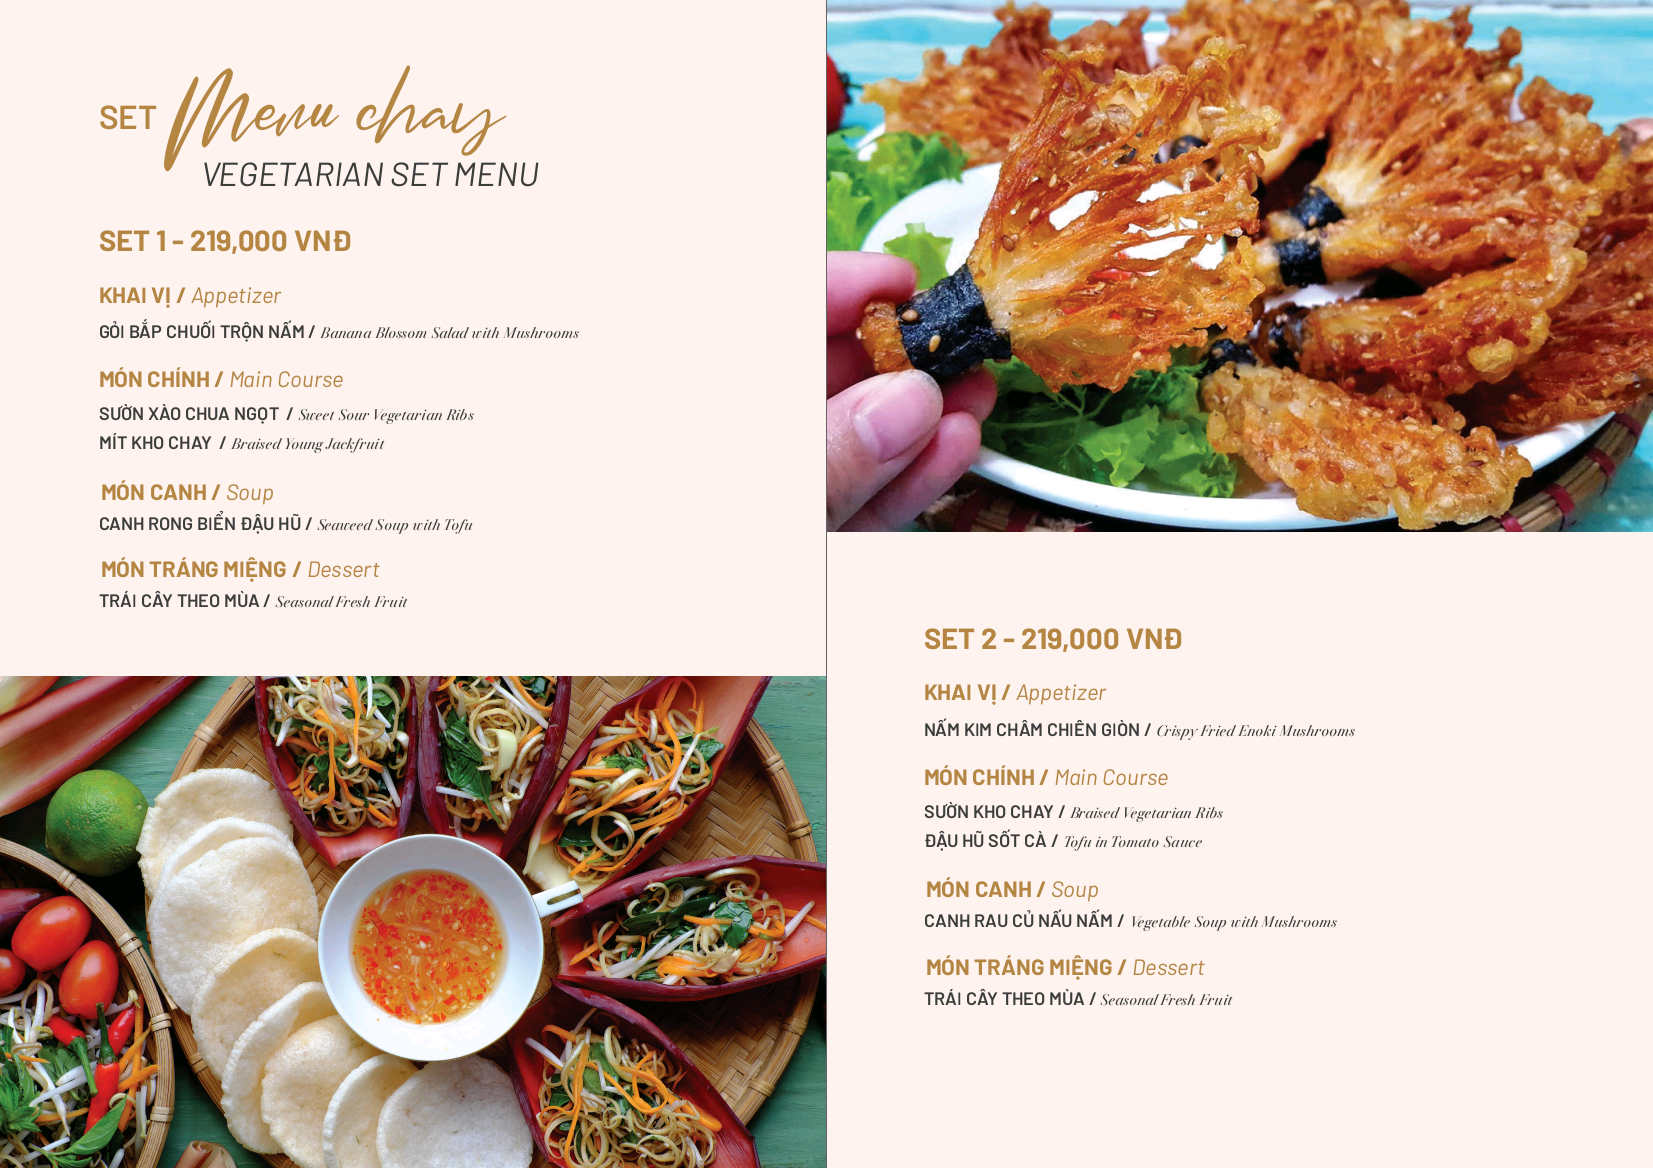 SET Menu chay
VEGETARIAN SET MENU
SET 1 - 219,000 VNĐ
KHAI VỊ / Appetizer
GỎI BẮP CHUỐI TRỘN NẤM / Banana Blossom Salad with Mushrooms
MÓN CHÍNH / Main Course
SƯỜN XÀO CHUA NGỌT / Sweet Sour Vegetarian Ribs
MÍT KHO CHAY / Braised Young Jackfruit
MÓN CANH / Soup
CANH RONG BIỂN ĐẬU HŨ / Seaweed Soup with Tofu
MÓN TRÁNG MIỆNG / Dessert
TRÁI CÂY THEO MÙA / Seasonal Fresh Fruit
SET 2 - 219,000 VNĐ
KHAI VỊ / Appetizer
NẤM KIM CHÂM CHIÊN GIÒN / Crispy Fried Enoki Mushrooms
MÓN CHÍNH / Main Course
SƯỜN KHO CHAY / Braised Vegetarian Ribs
ĐẬU HŨ SỐT CÀ / Tofu in Tomato Sauce
MÓN CANH / Soup
CANH RAU CỦ NẤU NẤM / Vegetable Soup with Mushrooms
MÓN TRÁNG MIỆNG / Dessert
TRÁI CÂY THEO MÙA / Seasonal Fresh Fruit